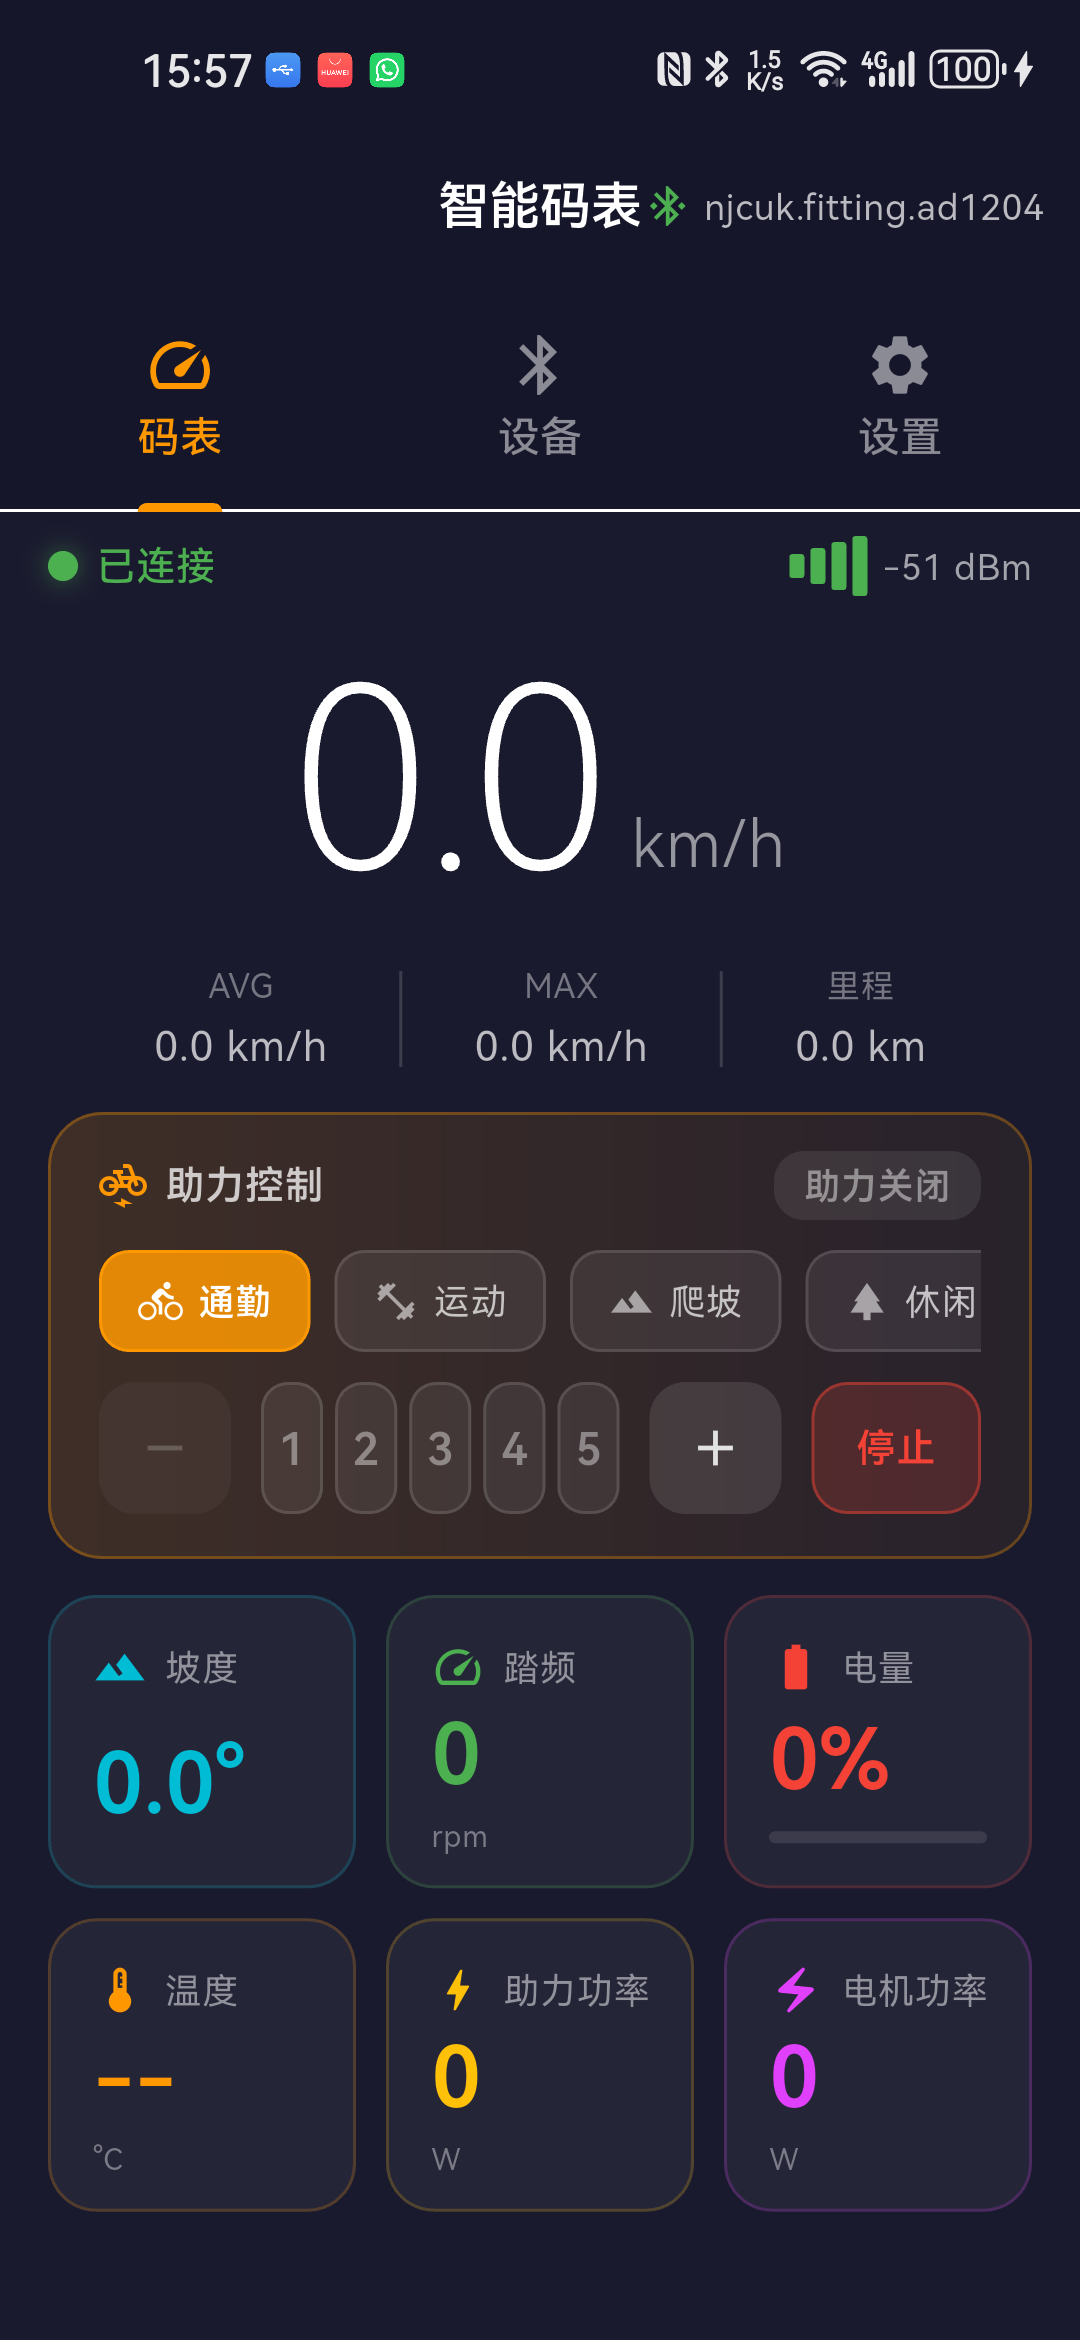 15:57 HUAWEI 1.5 K/s 4G 100
智能码表 njcuk.fitting.ad1204
码表 设备 设置
已连接 -51 dBm
0.0 km/h
AVG MAX 里程
0.0 km/h 0.0 km/h 0.0 km
助力控制 助力关闭
通勤 运动 爬坡 休闲
− 1 2 3 4 5 + 停止
坡度 踏频 电量
0.0° 0 0%
rpm
温度 助力功率 电机功率
-- 0 0
°C W W